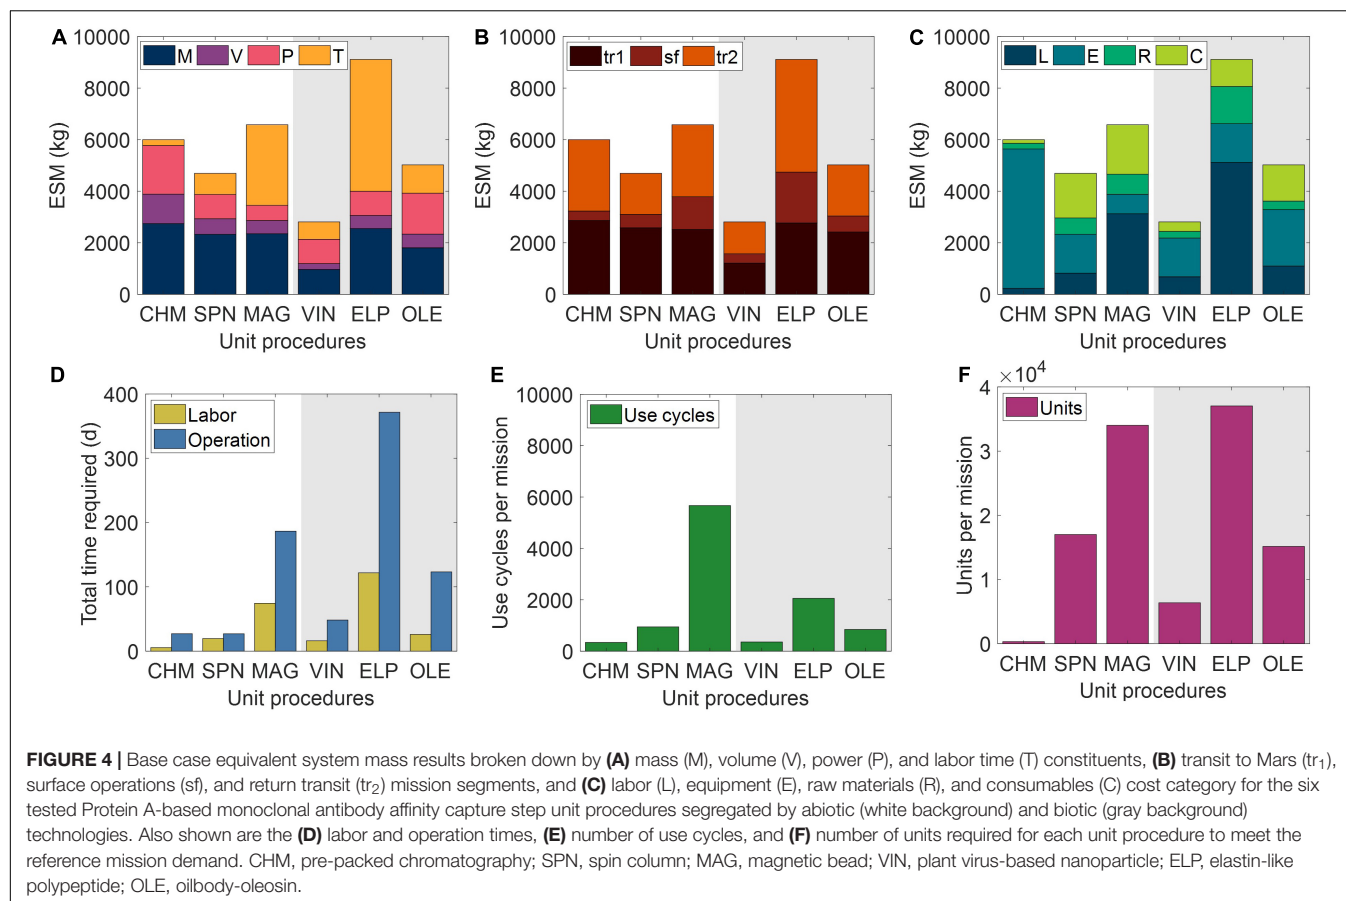 A
10000
8000
6000
4000
2000
0
ESM (kg)
M V P T
CHM SPN MAG VIN ELP OLE
Unit procedures
B
10000
8000
6000
4000
2000
0
ESM (kg)
tr1 sf tr2
CHM SPN MAG VIN ELP OLE
Unit procedures
C
10000
8000
6000
4000
2000
0
ESM (kg)
L E R C
CHM SPN MAG VIN ELP OLE
Unit procedures
D
400
300
200
100
0
Total time required (d)
Labor
Operation
CHM SPN MAG VIN ELP OLE
Unit procedures
E
10000
8000
6000
4000
2000
0
Use cycles per mission
Use cycles
CHM SPN MAG VIN ELP OLE
Unit procedures
F
×10⁴
4
3
2
1
0
Units per mission
Units
CHM SPN MAG VIN ELP OLE
Unit procedures
FIGURE 4 | Base case equivalent system mass results broken down by (A) mass (M), volume (V), power (P), and labor time (T) constituents, (B) transit to Mars (tr₁),
surface operations (sf), and return transit (tr₂) mission segments, and (C) labor (L), equipment (E), raw materials (R), and consumables (C) cost category for the six
tested Protein A-based monoclonal antibody affinity capture step unit procedures segregated by abiotic (white background) and biotic (gray background)
technologies. Also shown are the (D) labor and operation times, (E) number of use cycles, and (F) number of units required for each unit procedure to meet the
reference mission demand. CHM, pre-packed chromatography; SPN, spin column; MAG, magnetic bead; VIN, plant virus-based nanoparticle; ELP, elastin-like
polypeptide; OLE, oilbody-oleosin.